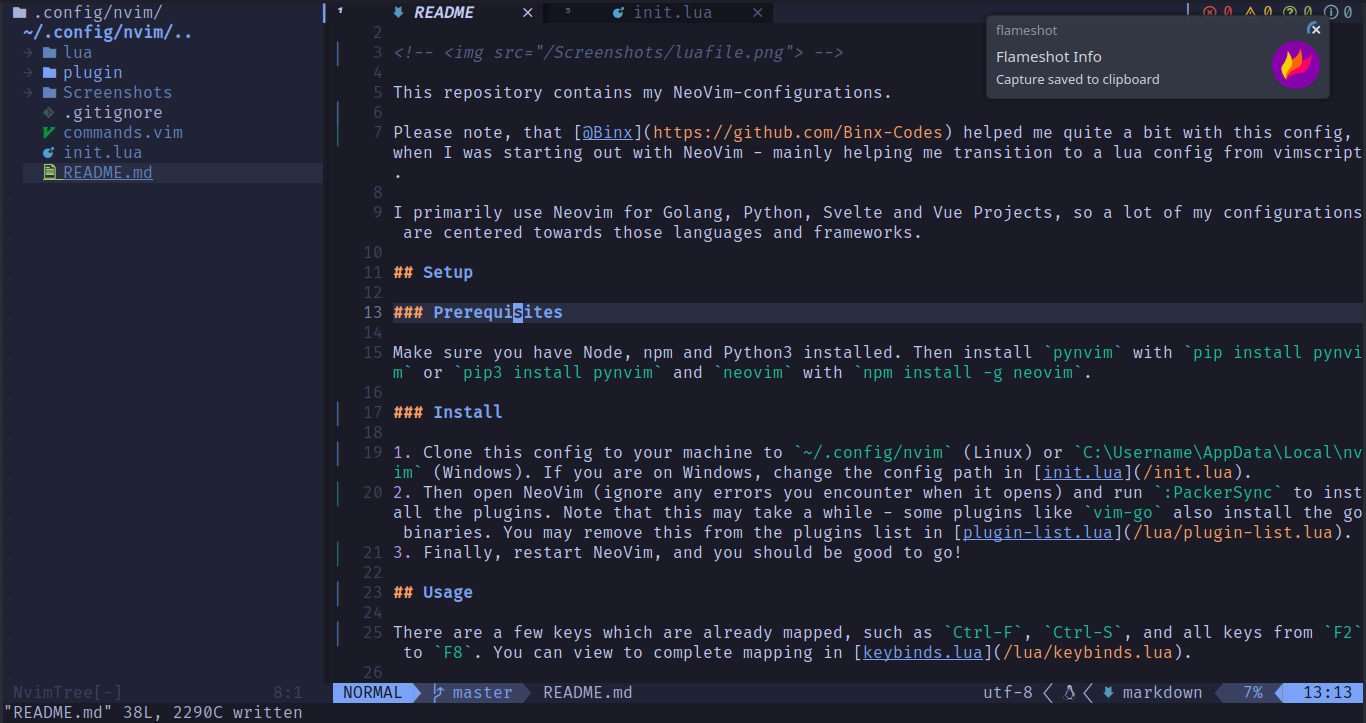 .config/nvim/
~/.config/nvim/..
→ lua
→ plugin
→ Screenshots
.gitignore
commands.vim
init.lua
README.md
NvimTree[-] 8:1
1 README × 5 init.lua ×
0 0 0 0
flameshot
Flameshot Info
Capture saved to clipboard
2
3 <!-- <img src="/Screenshots/luafile.png"> -->
4
5 This repository contains my NeoVim-configurations.
6
7 Please note, that [@Binx](https://github.com/Binx-Codes) helped me quite a bit with this config,
when I was starting out with NeoVim - mainly helping me transition to a lua config from vimscript
.
8
9 I primarily use Neovim for Golang, Python, Svelte and Vue Projects, so a lot of my configurations
are centered towards those languages and frameworks.
10
11 ## Setup
12
13 ### Prerequisites
14
15 Make sure you have Node, npm and Python3 installed. Then install `pynvim` with `pip install pynvi
m` or `pip3 install pynvim` and `neovim` with `npm install -g neovim`.
16
17 ### Install
18
19 1. Clone this config to your machine to `~/.config/nvim` (Linux) or `C:\Username\AppData\Local\nv
im` (Windows). If you are on Windows, change the config path in [init.lua](/init.lua).
20 2. Then open NeoVim (ignore any errors you encounter when it opens) and run `:PackerSync` to inst
all the plugins. Note that this may take a while - some plugins like `vim-go` also install the go
binaries. You may remove this from the plugins list in [plugin-list.lua](/lua/plugin-list.lua).
21 3. Finally, restart NeoVim, and you should be good to go!
22
23 ## Usage
24
25 There are a few keys which are already mapped, such as `Ctrl-F`, `Ctrl-S`, and all keys from `F2`
to `F8`. You can view to complete mapping in [keybinds.lua](/lua/keybinds.lua).
26
NORMAL master README.md utf-8 markdown 7% 13:13
"README.md" 38L, 2290C written